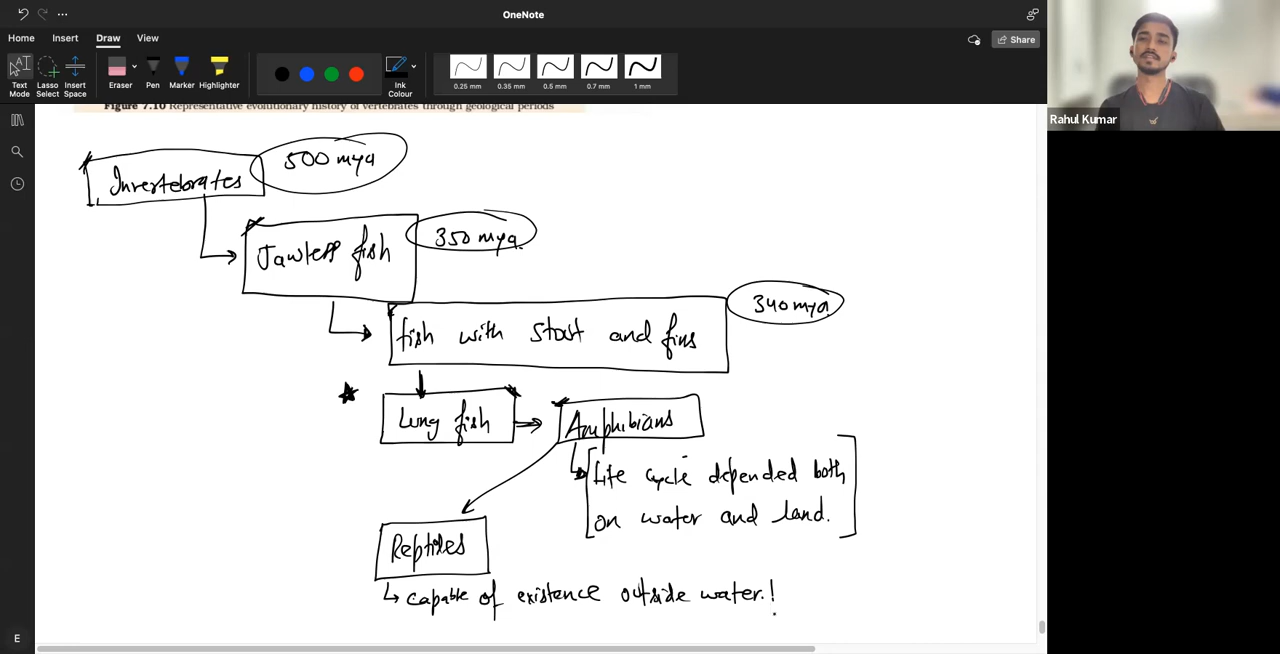 OneNote
Home Insert Draw View
Share
Text Mode
Lasso Select
Insert Space
Eraser
Pen
Marker
Highlighter
Ink Colour
0.25 mm 0.35 mm 0.5 mm 0.7 mm 1 mm
Rahul Kumar
Figure 7.10 Representative evolutionary history of vertebrates through geological periods
Invertebrates
500 mya
Jawless fish
350 mya
fish with stout and fins
340 mya
Lung fish
Amphibians
Life cycle depended both
on water and land.
Reptiles
capable of existence outside water.!
E